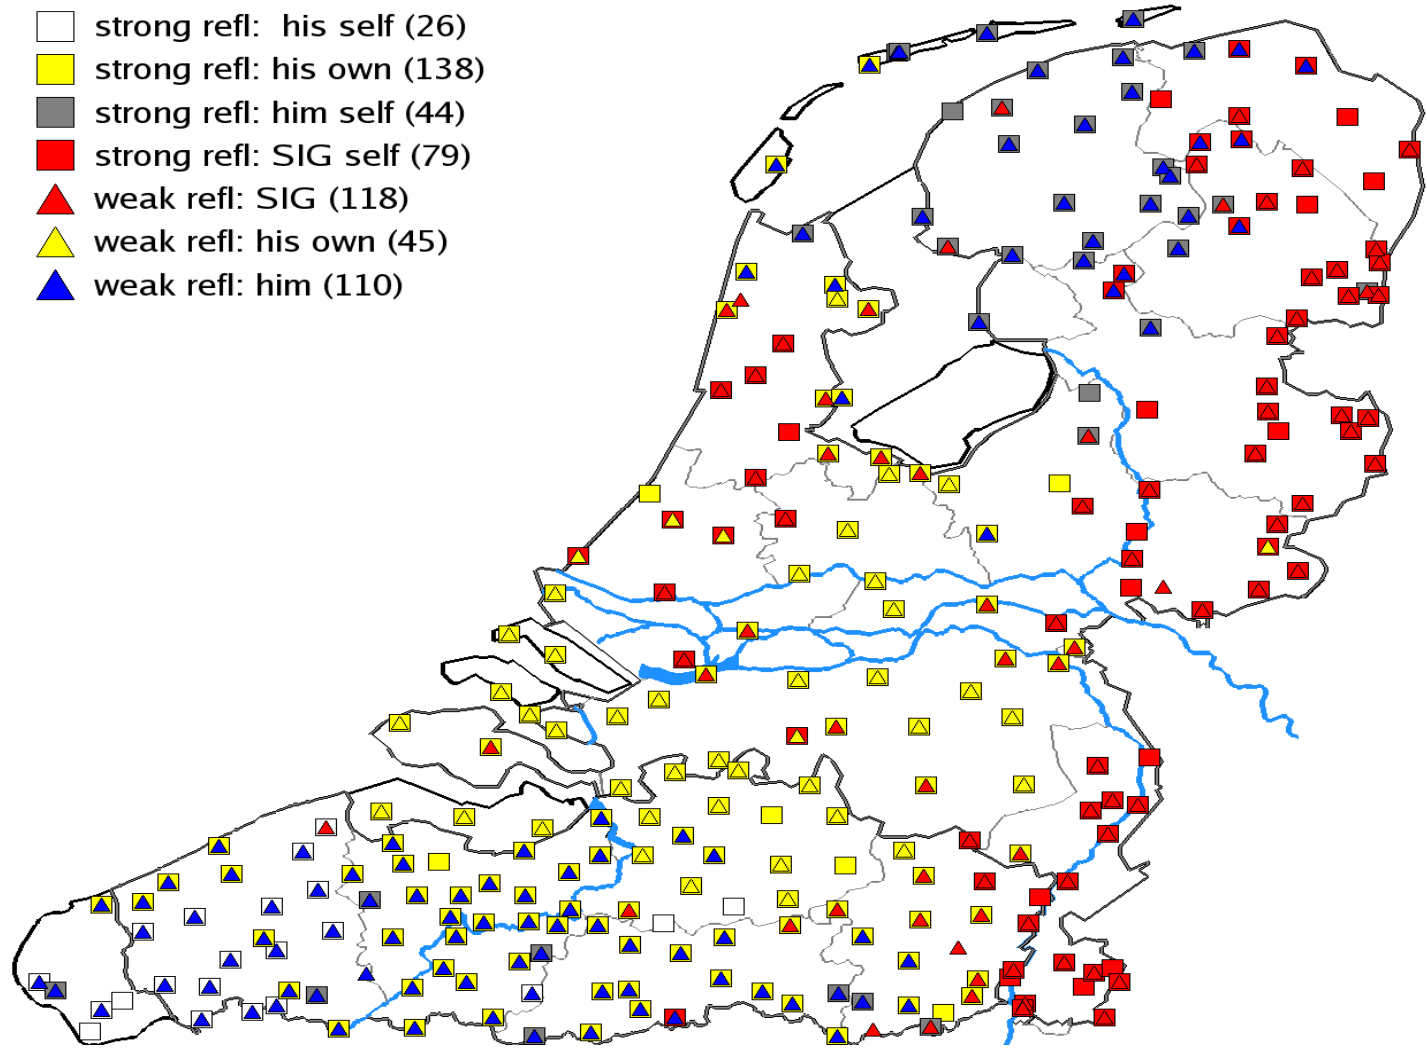 strong refl:  his self (26)
strong refl: his own (138)
strong refl: him self (44)
strong refl: SIG self (79)
weak refl: SIG (118)
weak refl: his own (45)
weak refl: him (110)